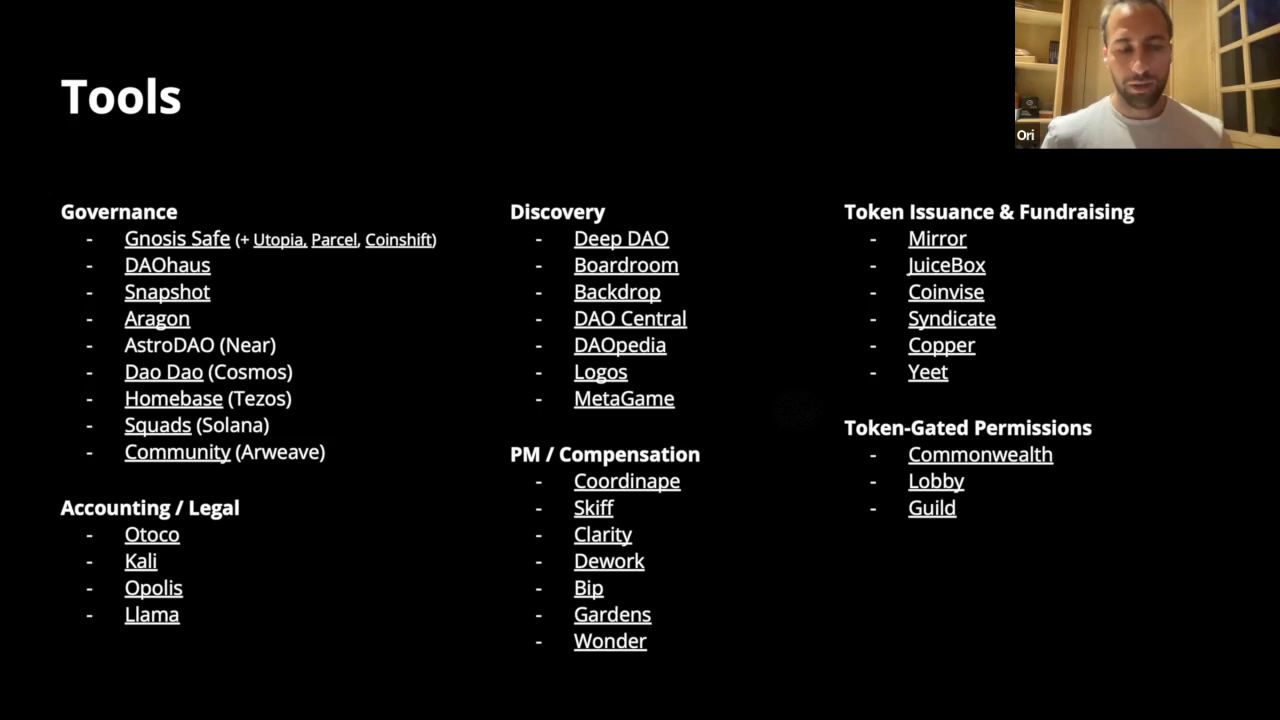 Tools
Ori
Governance
- Gnosis Safe (+ Utopia, Parcel, Coinshift)
- DAOhaus
- Snapshot
- Aragon
- AstroDAO (Near)
- Dao Dao (Cosmos)
- Homebase (Tezos)
- Squads (Solana)
- Community (Arweave)
Accounting / Legal
- Otoco
- Kali
- Opolis
- Llama
Discovery
- Deep DAO
- Boardroom
- Backdrop
- DAO Central
- DAOpedia
- Logos
- MetaGame
PM / Compensation
- Coordinape
- Skiff
- Clarity
- Dework
- Bip
- Gardens
- Wonder
Token Issuance & Fundraising
- Mirror
- JuiceBox
- Coinvise
- Syndicate
- Copper
- Yeet
Token-Gated Permissions
- Commonwealth
- Lobby
- Guild